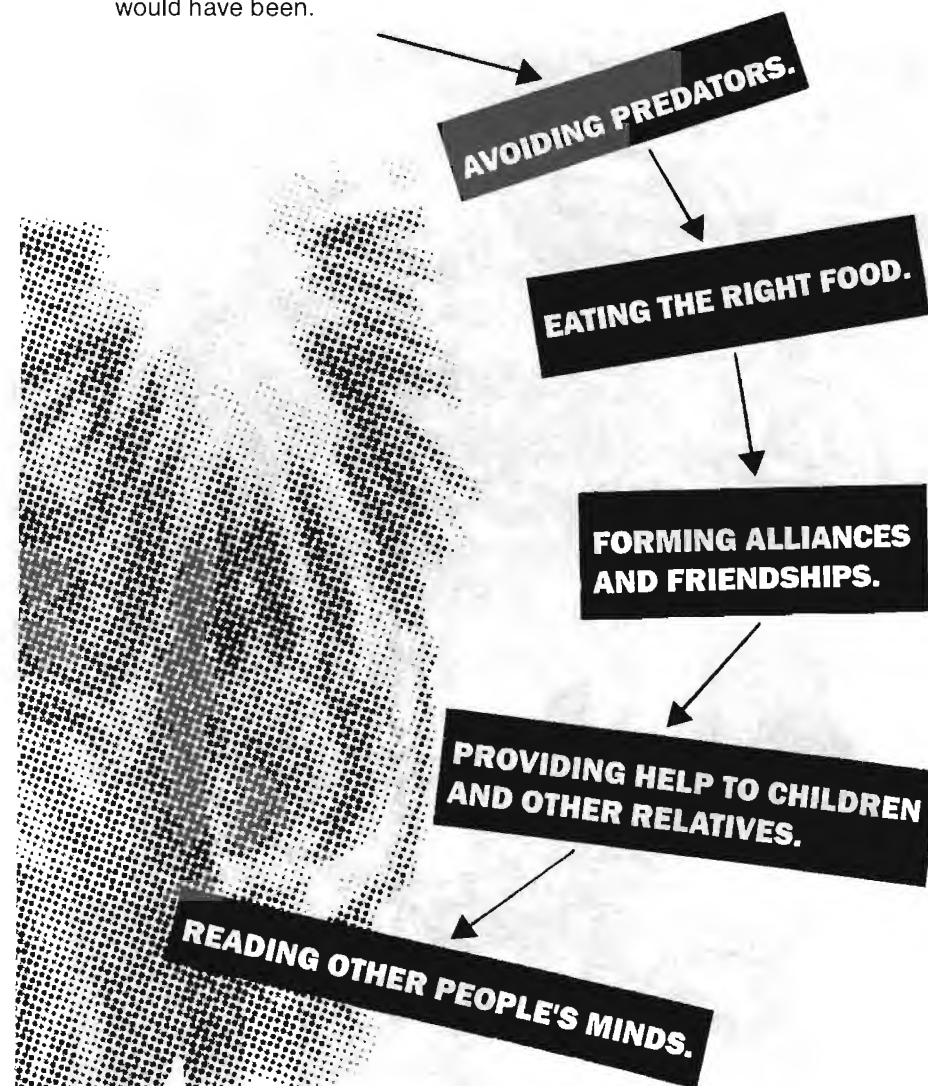 would have been.
AVOIDING PREDATORS.
EATING THE RIGHT FOOD.
FORMING ALLIANCES
AND FRIENDSHIPS.
PROVIDING HELP TO CHILDREN
AND OTHER RELATIVES.
READING OTHER PEOPLE'S MINDS.